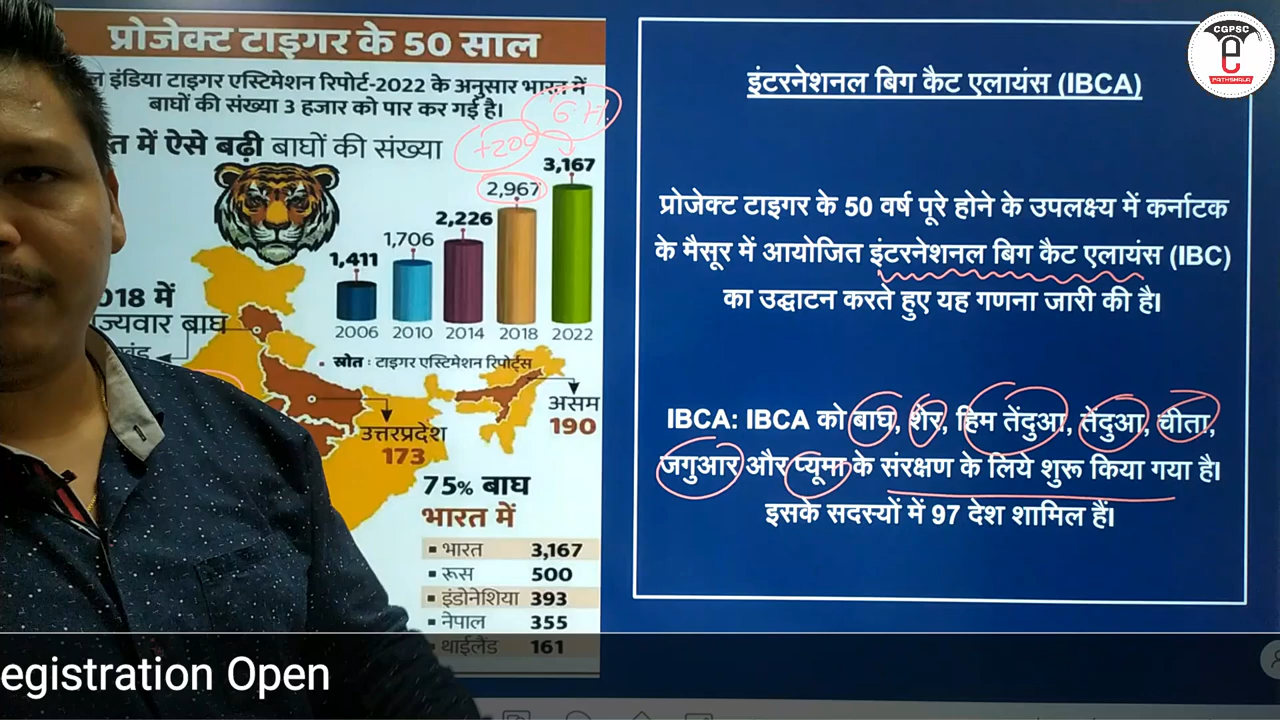 प्रोजेक्ट टाइगर के 50 साल
इंडिया टाइगर एस्टिमेशन रिपोर्ट-2022 के अनुसार भारत में
बाघों की संख्या 3 हजार को पार कर गई है।
6 H
+200
में ऐसे बढ़ी बाघों की संख्या
3,167
2,967
2,226
1,706
1,411
2006 2010 2014 2018 2022
स्रोत : टाइगर एस्टिमेशन रिपोर्ट्स
018 में
ज्यवार बाघ
असम
190
उत्तरप्रदेश
173
75% बाघ
भारत में
▪ भारत 3,167
▪ रूस 500
▪ इंडोनेशिया 393
▪ नेपाल 355
▪ थाईलैंड 161
इंटरनेशनल बिग कैट एलायंस (IBCA)
प्रोजेक्ट टाइगर के 50 वर्ष पूरे होने के उपलक्ष्य में कर्नाटक
के मैसूर में आयोजित इंटरनेशनल बिग कैट एलायंस (IBC)
का उद्घाटन करते हुए यह गणना जारी की है।
IBCA: IBCA को बाघ, शेर, हिम तेंदुआ, तेंदुआ, चीता,
जगुआर और प्यूमा के संरक्षण के लिये शुरू किया गया है।
इसके सदस्यों में 97 देश शामिल हैं।
CGPSC
e
PATHSHALA
egistration Open